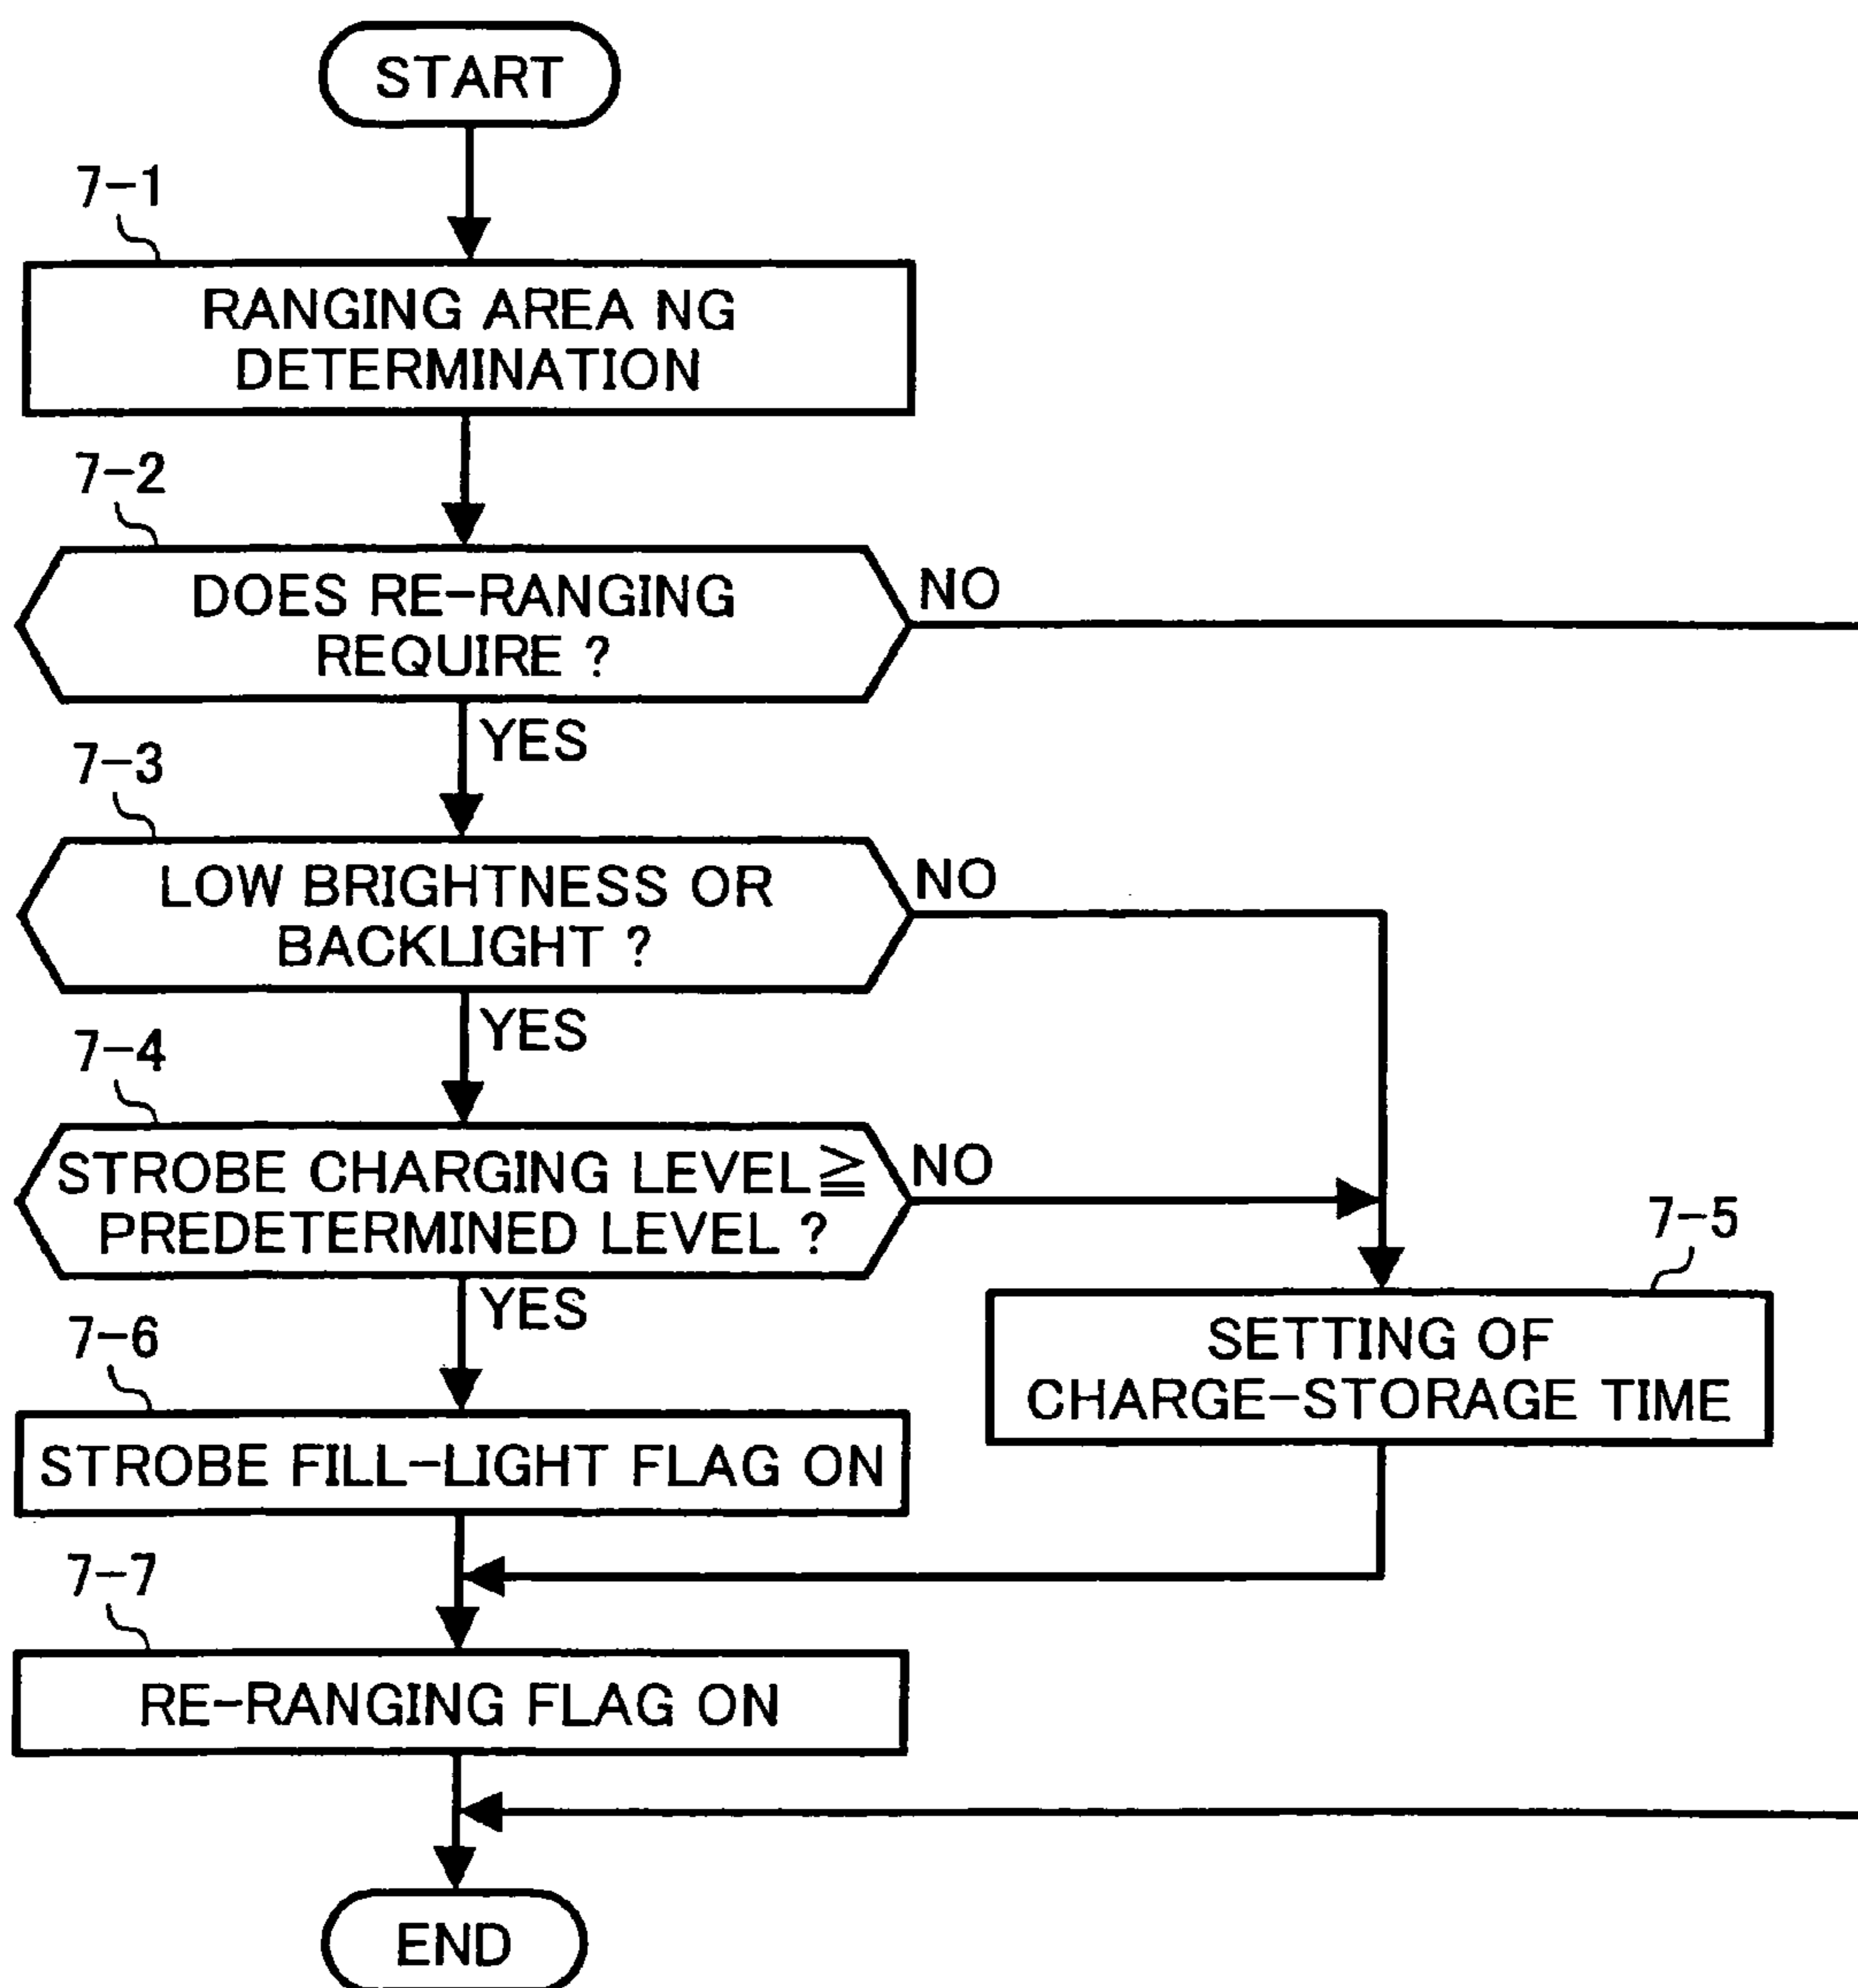 START
7-1
RANGING AREA NG
DETERMINATION
7-2
DOES RE-RANGING
REQUIRE ?
NO
YES
7-3
LOW BRIGHTNESS OR
BACKLIGHT ?
NO
YES
7-4
STROBE CHARGING LEVEL≧
PREDETERMINED LEVEL ?
NO
YES
7-5
SETTING OF
CHARGE-STORAGE TIME
7-6
STROBE FILL-LIGHT FLAG ON
7-7
RE-RANGING FLAG ON
END